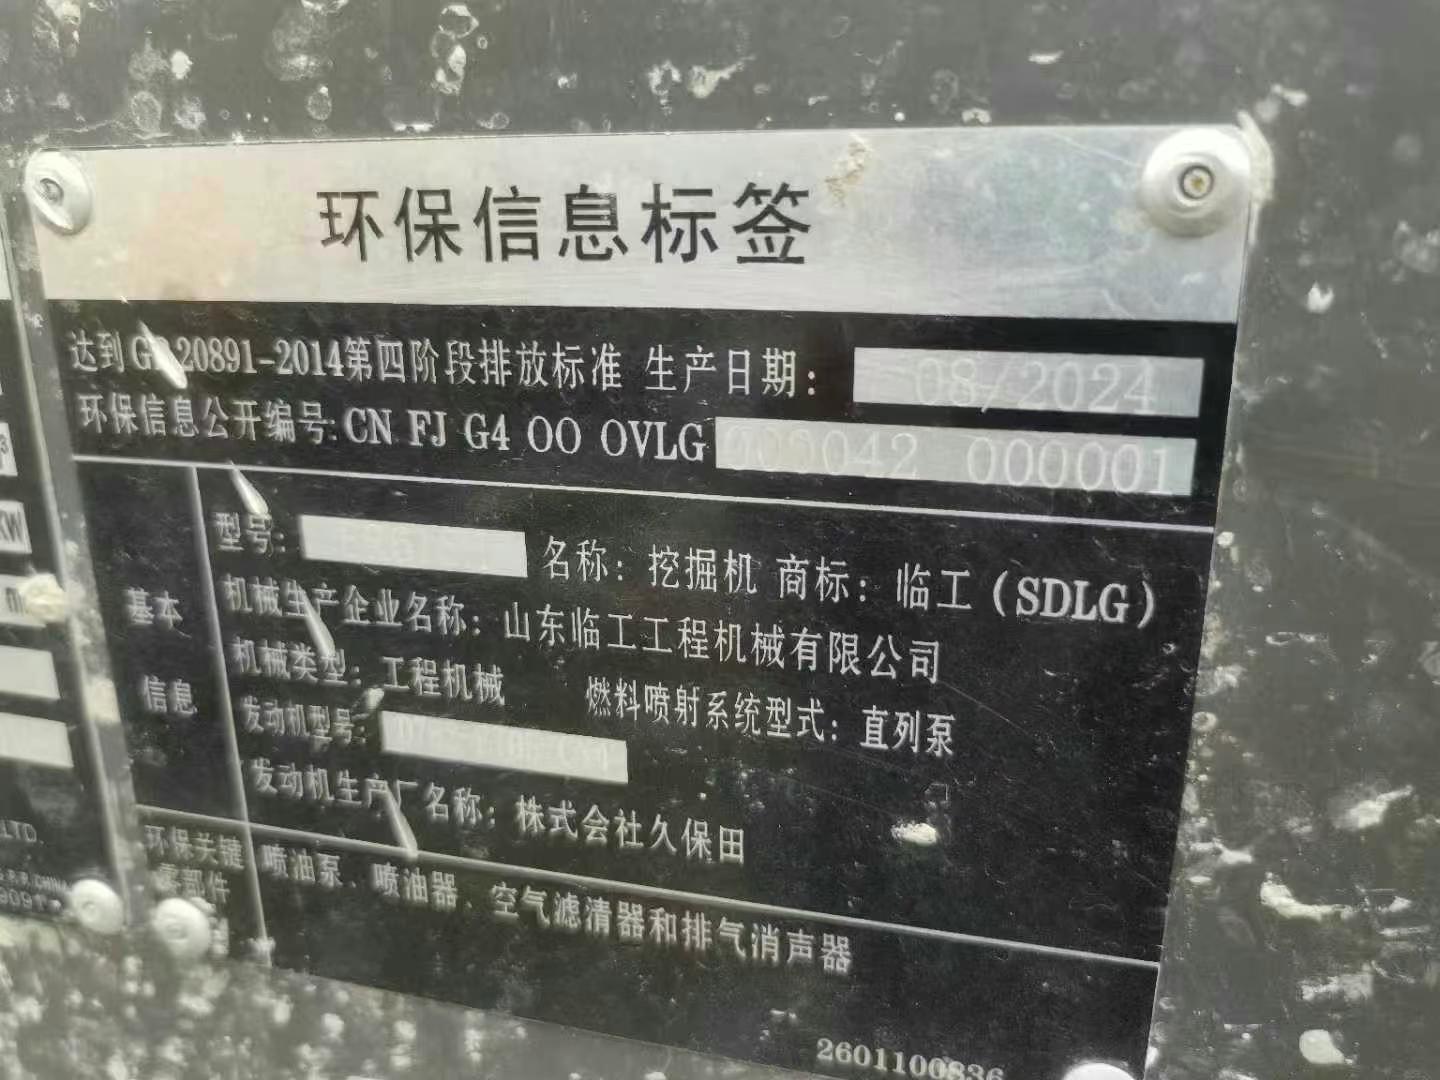 环保信息标签
达到 GB 20891-2014第四阶段排放标准 生产日期: 08/2024
环保信息公开编号: CN FJ G4 OO OVLG 000042 000001
型号: 名称: 挖掘机 商标: 临工 (SDLG)
机械生产企业名称: 山东临工工程机械有限公司
机械类型: 工程机械 燃料喷射系统型式: 直列泵
发动机型号:
发动机生产厂名称: 株式会社久保田
基本
信息
环保关键
零部件
喷油泵、喷油器、空气滤清器和排气消声器
2601100836
LTD.